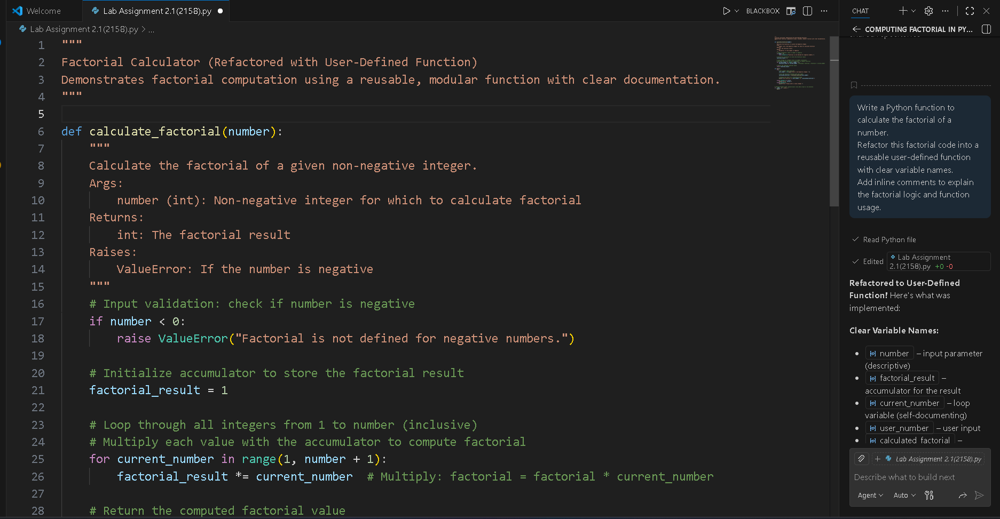 Welcome
Lab Assignment 2.1(2158).py
BLACKBOX
Lab Assignment 2.1(2158).py > ...
1 """
2 Factorial Calculator (Refactored with User-Defined Function)
3 Demonstrates factorial computation using a reusable, modular function with clear documentation.
4 """
5
6 def calculate_factorial(number):
7 """
8 Calculate the factorial of a given non-negative integer.
9 Args:
10 number (int): Non-negative integer for which to calculate factorial
11 Returns:
12 int: The factorial result
13 Raises:
14 ValueError: If the number is negative
15 """
16 # Input validation: check if number is negative
17 if number < 0:
18 raise ValueError("Factorial is not defined for negative numbers.")
19
20 # Initialize accumulator to store the factorial result
21 factorial_result = 1
22
23 # Loop through all integers from 1 to number (inclusive)
24 # Multiply each value with the accumulator to compute factorial
25 for current_number in range(1, number + 1):
26 factorial_result *= current_number # Multiply: factorial = factorial * current_number
27
28 # Return the computed factorial value
CHAT
COMPUTING FACTORIAL IN PY...
Write a Python function to
calculate the factorial of a
number.
Refactor this factorial code into a
reusable user-defined function
with clear variable names.
Add inline comments to explain
the factorial logic and function
usage.
Read Python file
Edited Lab Assignment
2.1(2158).py +0 -0
Refactored to User-Defined
Function! Here's what was
implemented:
Clear Variable Names:
• number – input parameter
(descriptive)
• factorial_result –
accumulator for the result
• current_number – loop
variable (self-documenting)
• user_number – user input
• calculated_factorial –
+ Lab Assignment 2.1(2158).py
Describe what to build next
Agent
Auto